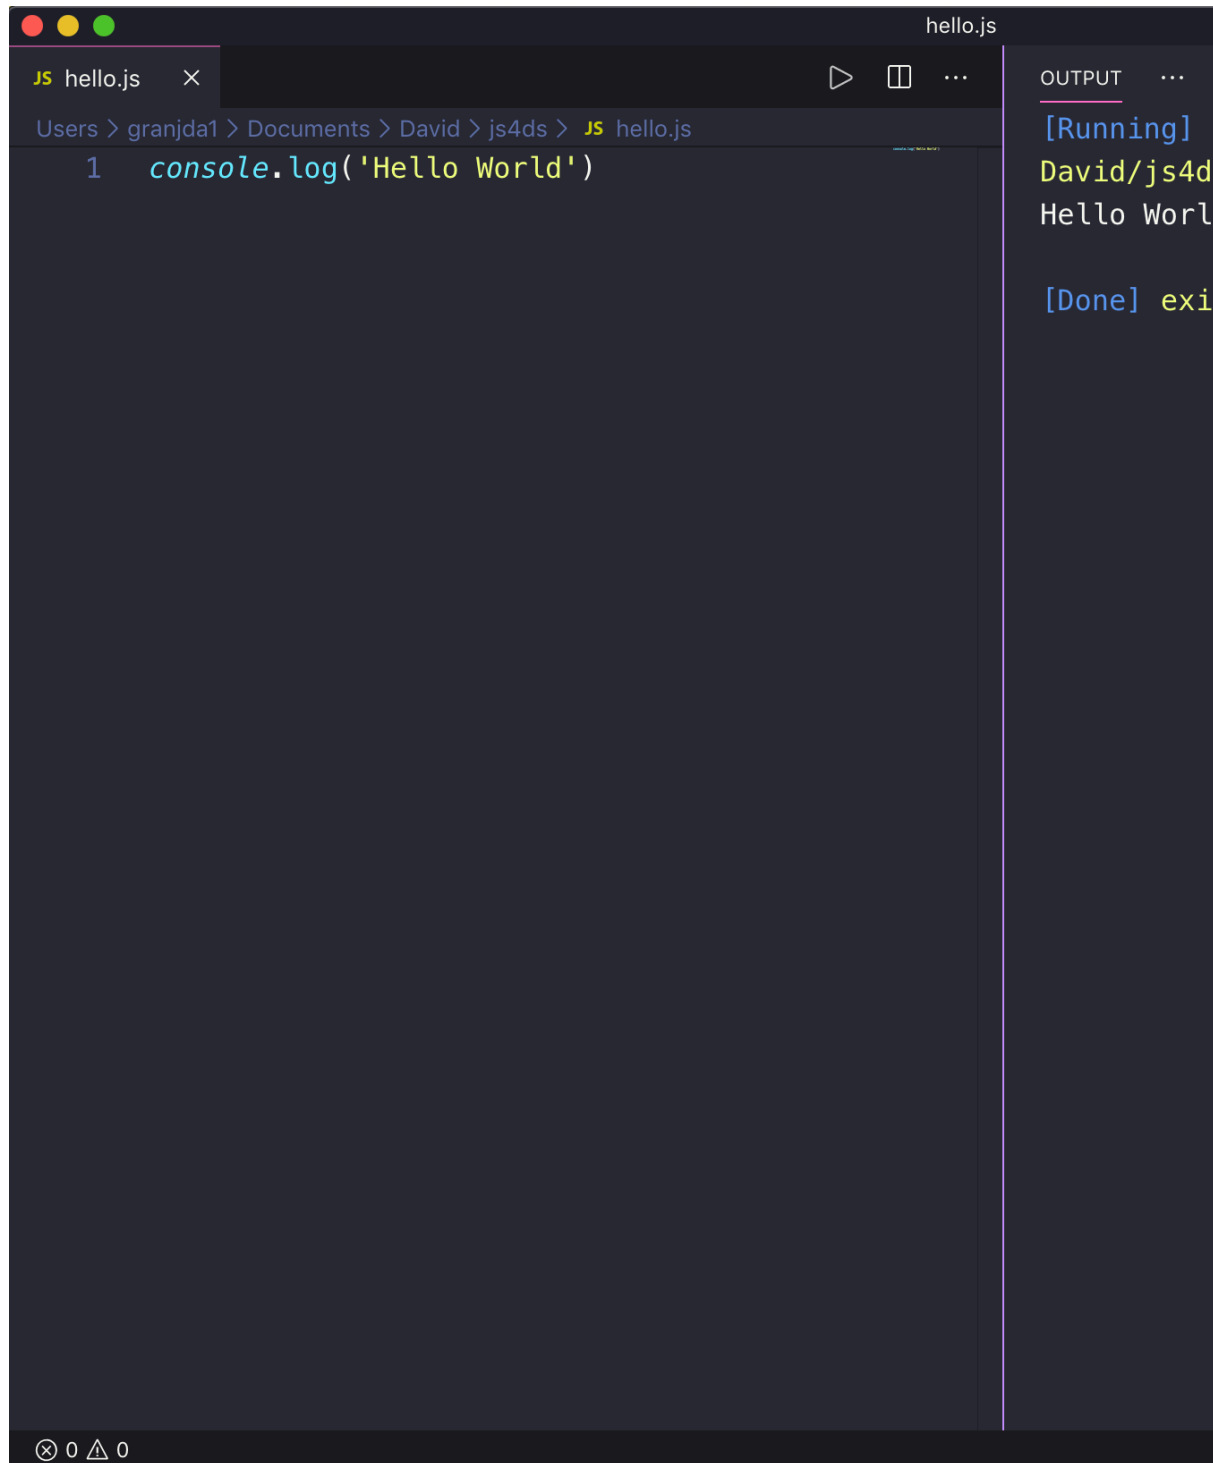 hello.js
JS hello.js
Users > granjda1 > Documents > David > js4ds > JS hello.js
1 console.log('Hello World')
0 0
OUTPUT ...
[Running]
David/js4d
Hello Worl
[Done] exi